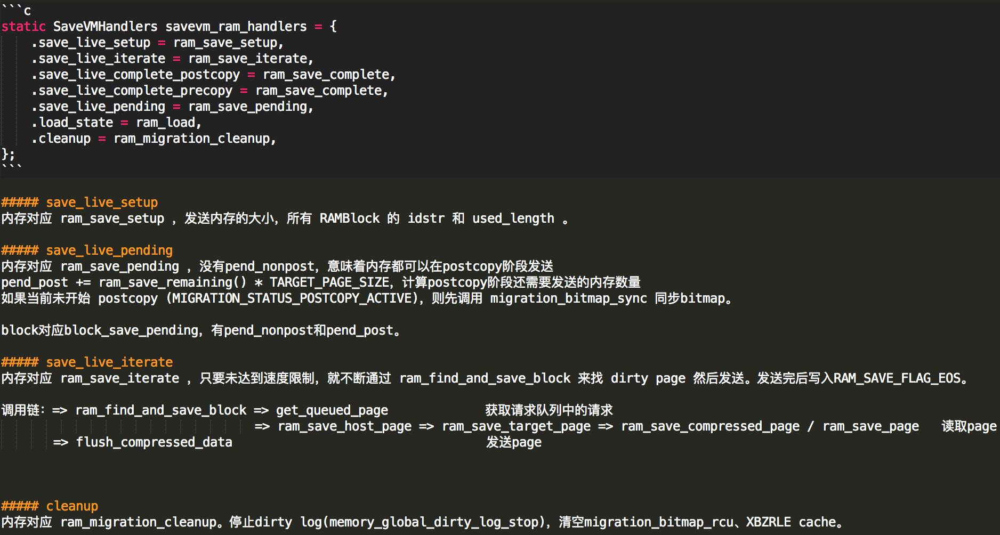 ```c
static SaveVMHandlers savevm_ram_handlers = {
    .save_live_setup = ram_save_setup,
    .save_live_iterate = ram_save_iterate,
    .save_live_complete_postcopy = ram_save_complete,
    .save_live_complete_precopy = ram_save_complete,
    .save_live_pending = ram_save_pending,
    .load_state = ram_load,
    .cleanup = ram_migration_cleanup,
};
```
##### save_live_setup
内存对应 ram_save_setup ，发送内存的大小，所有 RAMBlock 的 idstr 和 used_length 。
##### save_live_pending
内存对应 ram_save_pending ，没有pend_nonpost，意味着内存都可以在postcopy阶段发送
pend_post += ram_save_remaining() * TARGET_PAGE_SIZE，计算postcopy阶段还需要发送的内存数量
如果当前未开始 postcopy (MIGRATION_STATUS_POSTCOPY_ACTIVE)，则先调用 migration_bitmap_sync 同步bitmap。
block对应block_save_pending，有pend_nonpost和pend_post。
##### save_live_iterate
内存对应 ram_save_iterate ，只要未达到速度限制，就不断通过 ram_find_and_save_block 来找 dirty page 然后发送。发送完后写入RAM_SAVE_FLAG_EOS。
调用链：=> ram_find_and_save_block => get_queued_page             获取请求队列中的请求
                                  => ram_save_host_page => ram_save_target_page => ram_save_compressed_page / ram_save_page   读取page
       => flush_compressed_data                                  发送page
##### cleanup
内存对应 ram_migration_cleanup。停止dirty log(memory_global_dirty_log_stop)，清空migration_bitmap_rcu、XBZRLE cache。